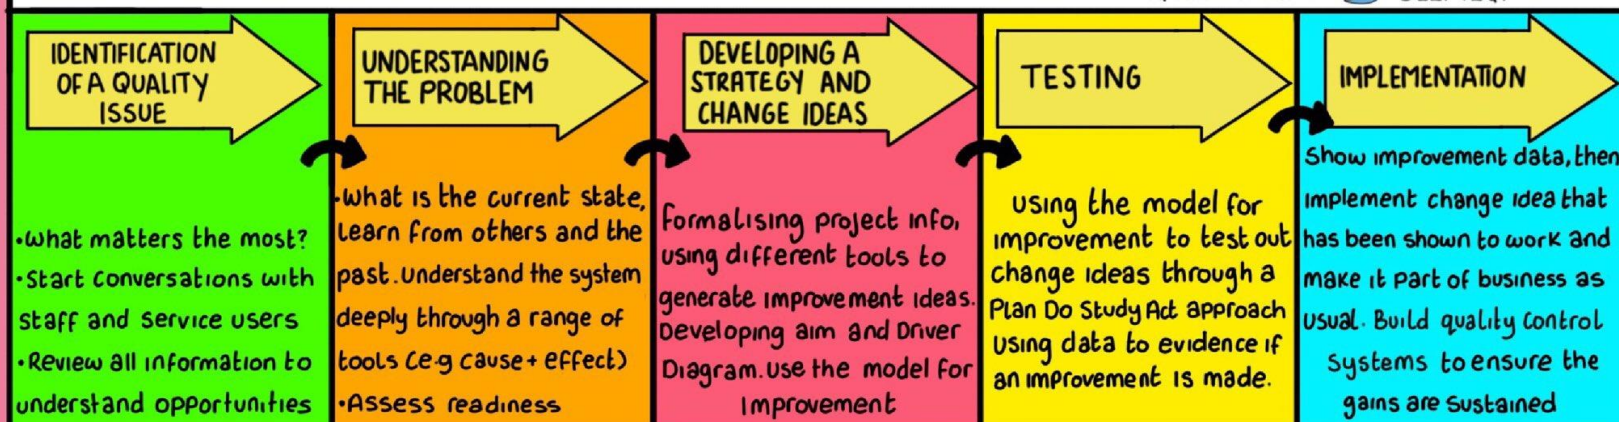 IDENTIFICATION
OF A QUALITY
ISSUE
•What matters the most?
•Start conversations with
staff and service users
•Review all information to
understand opportunities
UNDERSTANDING
THE PROBLEM
•What is the current state,
Learn from others and the
past. Understand the system
deeply through a range of
tools (e.g cause + effect)
•Assess readiness
DEVELOPING A
STRATEGY AND
CHANGE IDEAS
Formalising project info,
using different tools to
generate improvement ideas.
Developing aim and Driver
Diagram. Use the model for
Improvement
TESTING
Using the model for
improvement to test out
change ideas through a
Plan Do Study Act approach
Using data to evidence if
an improvement is made.
IMPLEMENTATION
Show improvement data, then
implement change idea that
has been shown to work and
make it part of business as
usual. Build quality control
Systems to ensure the
gains are sustained